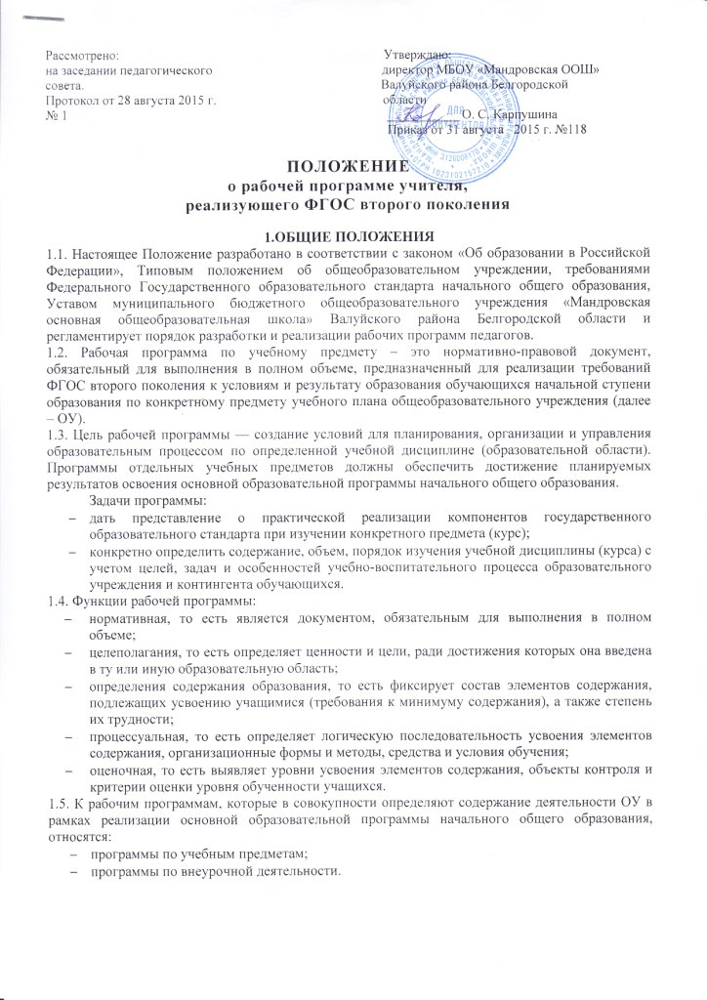 Рассмотрено:
на заседании педагогического
совета.
Протокол от 28 августа 2015 г.
№ 1
Утверждаю:
директор МБОУ «Мандровская ООШ»
Валуйского района Белгородской
области
О. С. Карпушина
Приказ от 31 августа 2015 г. №118
ДЛЯ
ДОКУМЕНТОВ
ПОЛОЖЕНИЕ
о рабочей программе учителя,
реализующего ФГОС второго поколения
1.ОБЩИЕ ПОЛОЖЕНИЯ
1.1. Настоящее Положение разработано в соответствии с законом «Об образовании в Российской
Федерации», Типовым положением об общеобразовательном учреждении, требованиями
Федерального Государственного образовательного стандарта начального общего образования,
Уставом муниципального бюджетного общеобразовательного учреждения «Мандровская
основная общеобразовательная школа» Валуйского района Белгородской области и
регламентирует порядок разработки и реализации рабочих программ педагогов.
1.2. Рабочая программа по учебному предмету – это нормативно-правовой документ,
обязательный для выполнения в полном объеме, предназначенный для реализации требований
ФГОС второго поколения к условиям и результату образования обучающихся начальной ступени
образования по конкретному предмету учебного плана общеобразовательного учреждения (далее
– ОУ).
1.3. Цель рабочей программы — создание условий для планирования, организации и управления
образовательным процессом по определенной учебной дисциплине (образовательной области).
Программы отдельных учебных предметов должны обеспечить достижение планируемых
результатов освоения основной образовательной программы начального общего образования.
Задачи программы:
– дать представление о практической реализации компонентов государственного
образовательного стандарта при изучении конкретного предмета (курс);
– конкретно определить содержание, объем, порядок изучения учебной дисциплины (курса) с
учетом целей, задач и особенностей учебно-воспитательного процесса образовательного
учреждения и контингента обучающихся.
1.4. Функции рабочей программы:
– нормативная, то есть является документом, обязательным для выполнения в полном
объеме;
– целеполагания, то есть определяет ценности и цели, ради достижения которых она введена
в ту или иную образовательную область;
– определения содержания образования, то есть фиксирует состав элементов содержания,
подлежащих усвоению учащимися (требования к минимуму содержания), а также степень
их трудности;
– процессуальная, то есть определяет логическую последовательность усвоения элементов
содержания, организационные формы и методы, средства и условия обучения;
– оценочная, то есть выявляет уровни усвоения элементов содержания, объекты контроля и
критерии оценки уровня обученности учащихся.
1.5. К рабочим программам, которые в совокупности определяют содержание деятельности ОУ в
рамках реализации основной образовательной программы начального общего образования,
относятся:
– программы по учебным предметам;
– программы по внеурочной деятельности.